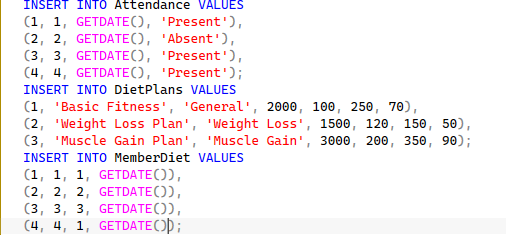 INSERT INTO Attendance VALUES
(1, 1, GETDATE(), 'Present'),
(2, 2, GETDATE(), 'Absent'),
(3, 3, GETDATE(), 'Present'),
(4, 4, GETDATE(), 'Present');
INSERT INTO DietPlans VALUES
(1, 'Basic Fitness', 'General', 2000, 100, 250, 70),
(2, 'Weight Loss Plan', 'Weight Loss', 1500, 120, 150, 50),
(3, 'Muscle Gain Plan', 'Muscle Gain', 3000, 200, 350, 90);
INSERT INTO MemberDiet VALUES
(1, 1, 1, GETDATE()),
(2, 2, 2, GETDATE()),
(3, 3, 3, GETDATE()),
(4, 4, 1, GETDATE());